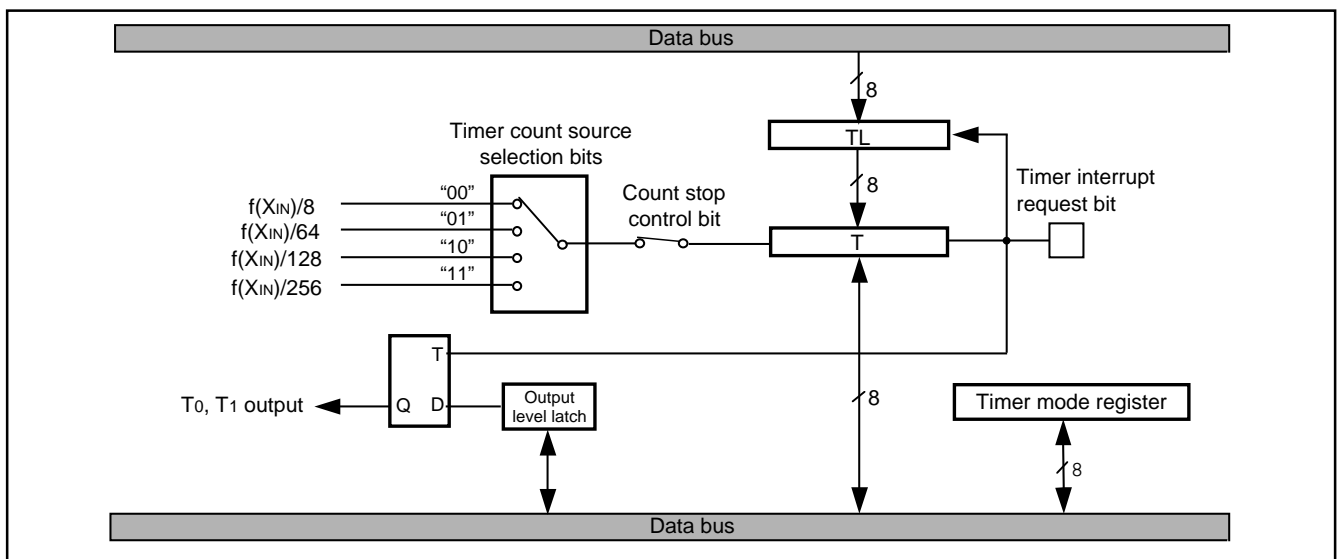 Data bus
8
TL
Timer count source
selection bits
8
Count stop
control bit
Timer interrupt
request bit
f(XIN)/8
“00”
f(XIN)/64
“01”
f(XIN)/128
“10”
f(XIN)/256
“11”
T
T
T0, T1 output
Q
D
Output
level latch
8
Timer mode register
8
Data bus